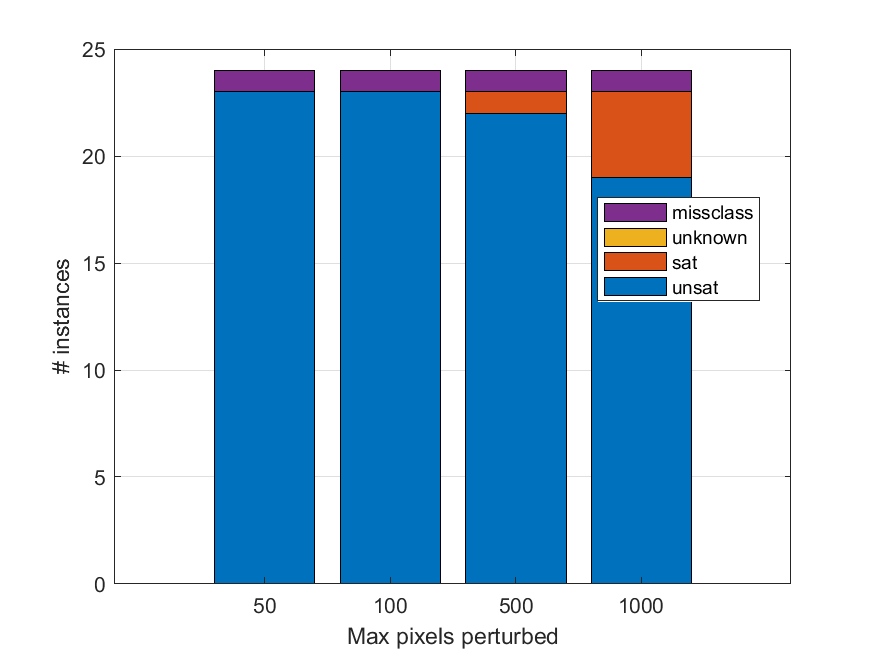 25
20
15
10
5
0
# instances
missclass
unknown
sat
unsat
50 100 500 1000
Max pixels perturbed